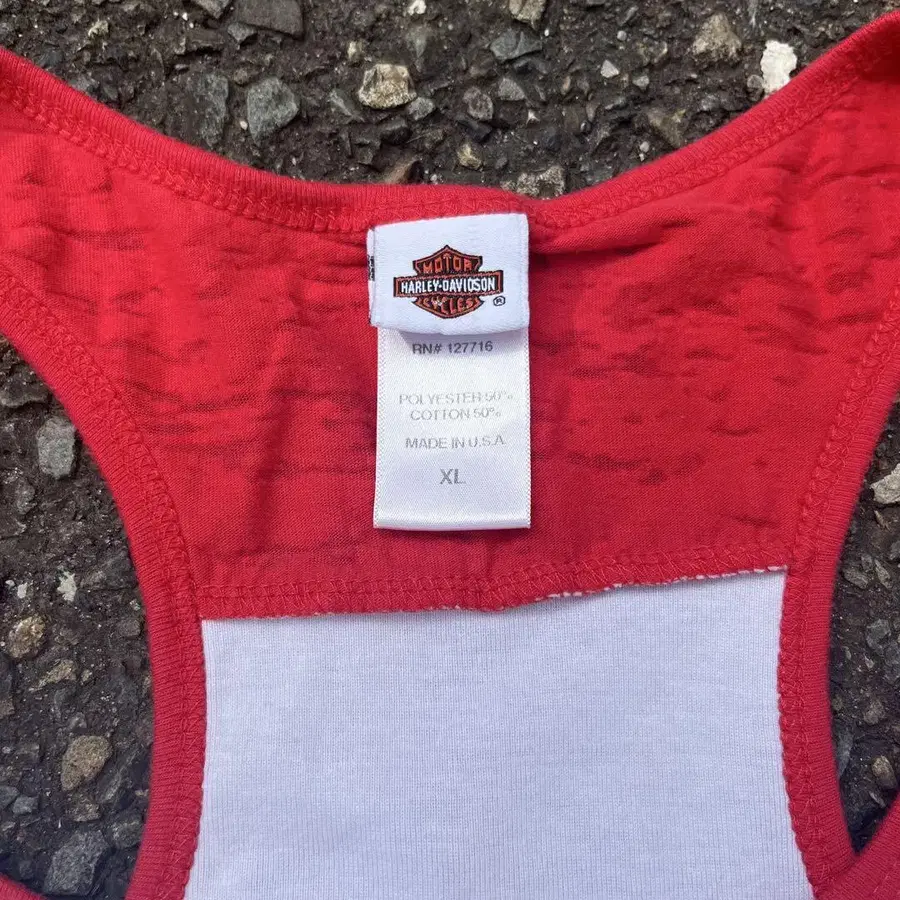 MOTOR
HARLEY-DAVIDSON
CYCLES
®
RN# 127716
POLYESTER 50%
COTTON 50%
MADE IN U.S.A
XL